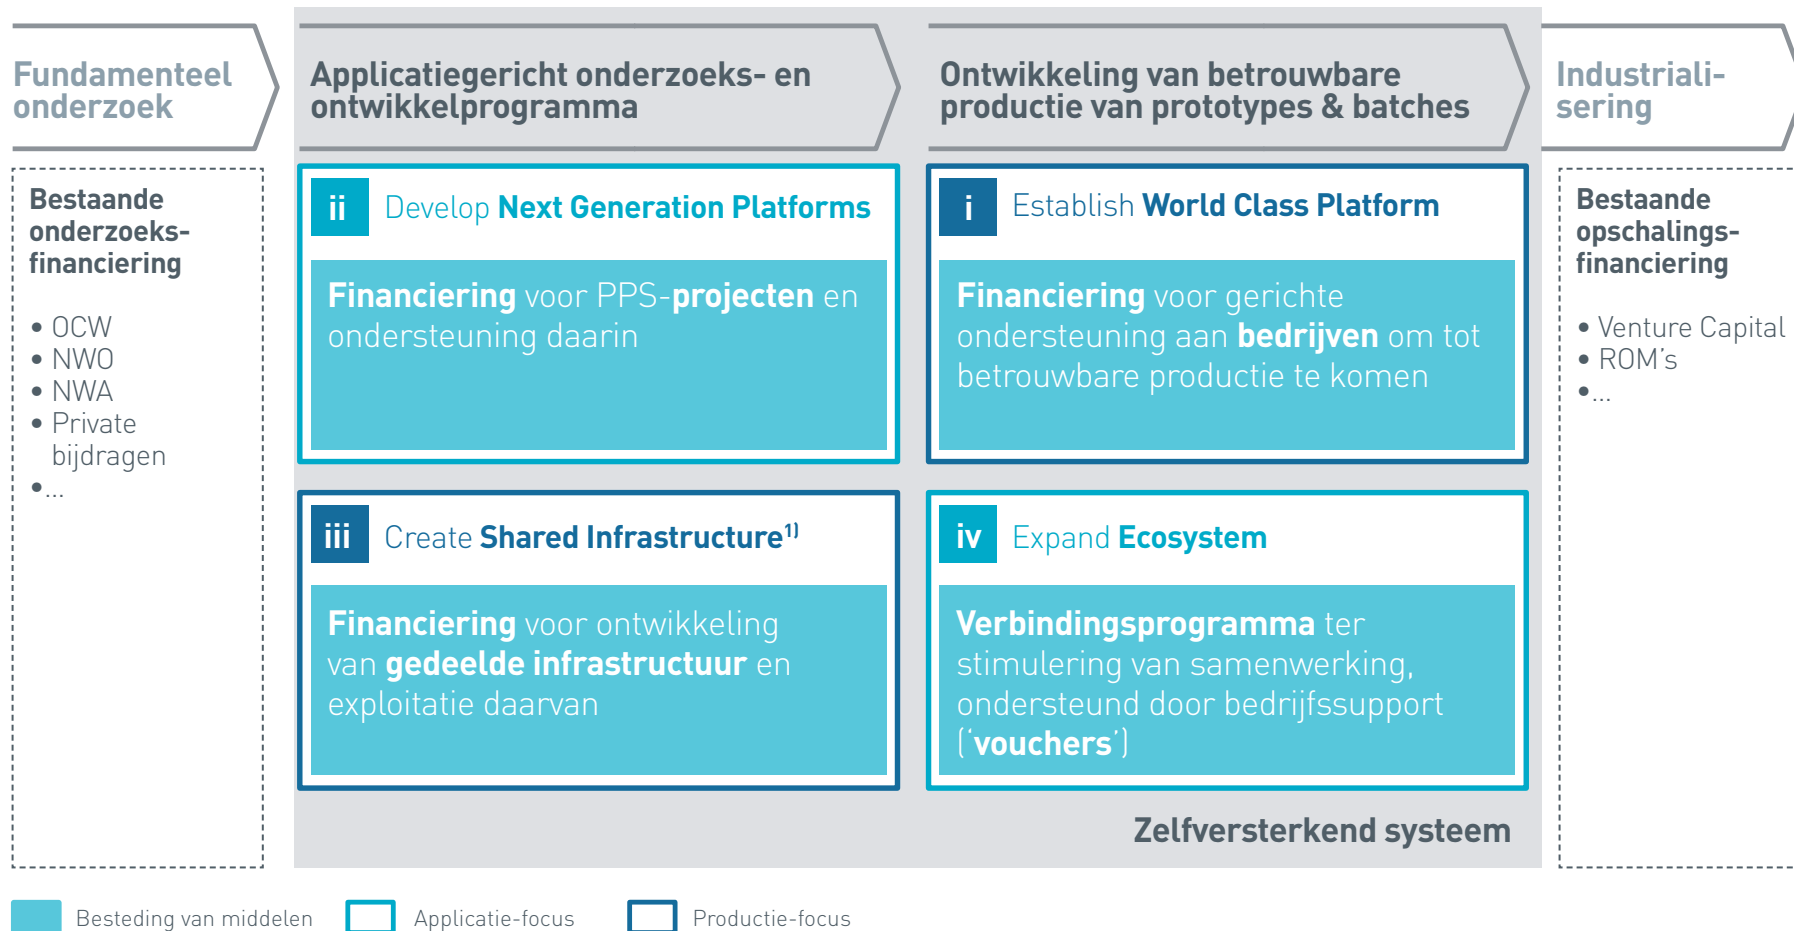 Fundamenteel
onderzoek
Applicatiegericht onderzoeks- en
ontwikkelprogramma
Ontwikkeling van betrouwbare
productie van prototypes & batches
Industriali-
sering
Bestaande
onderzoeks-
financiering
• OCW
• NWO
• NWA
• Private
bijdragen
•...
ii Develop Next Generation Platforms
Financiering voor PPS-projecten en
ondersteuning daarin
i Establish World Class Platform
Financiering voor gerichte
ondersteuning aan bedrijven om tot
betrouwbare productie te komen
iii Create Shared Infrastructure¹⁾
Financiering voor ontwikkeling
van gedeelde infrastructuur en
exploitatie daarvan
iv Expand Ecosystem
Verbindingsprogramma ter
stimulering van samenwerking,
ondersteund door bedrijfssupport
(‘vouchers’)
Zelfversterkend systeem
Bestaande
opschalings-
financiering
• Venture Capital
• ROM's
•...
Besteding van middelen
Applicatie-focus
Productie-focus